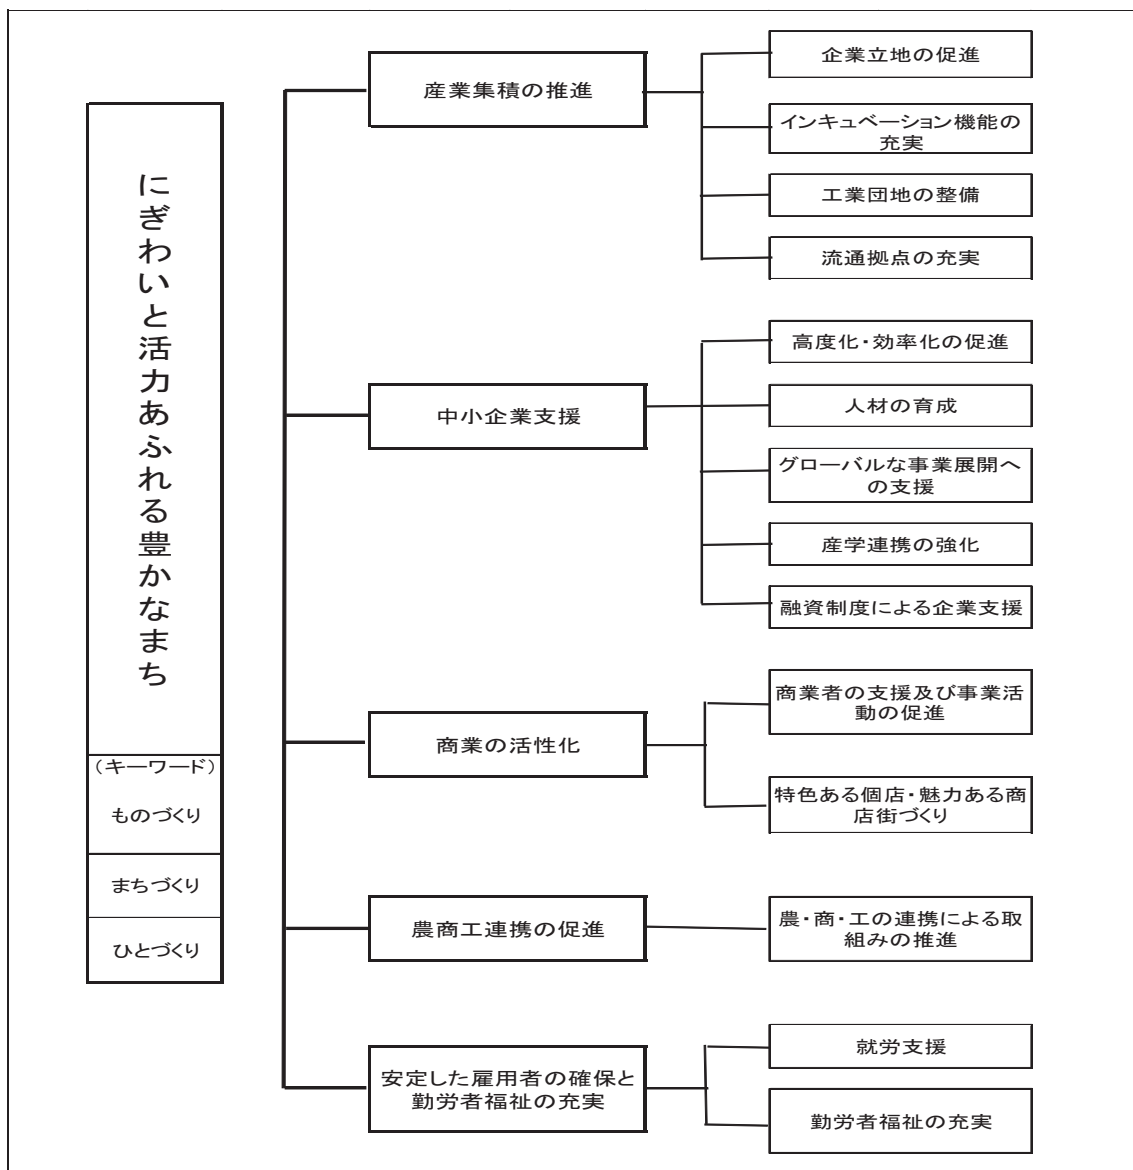 にぎわいと活力あふれる豊かなまち
(キーワード)
ものづくり
まちづくり
ひとづくり
産業集積の推進
企業立地の促進
インキュベーション機能の
充実
工業団地の整備
流通拠点の充実
中小企業支援
高度化・効率化の促進
人材の育成
グローバルな事業展開へ
の支援
産学連携の強化
融資制度による企業支援
商業の活性化
商業者の支援及び事業活
動の促進
特色ある個店・魅力ある商
店街づくり
農商工連携の促進
農・商・工の連携による取
組みの推進
安定した雇用者の確保と
勤労者福祉の充実
就労支援
勤労者福祉の充実